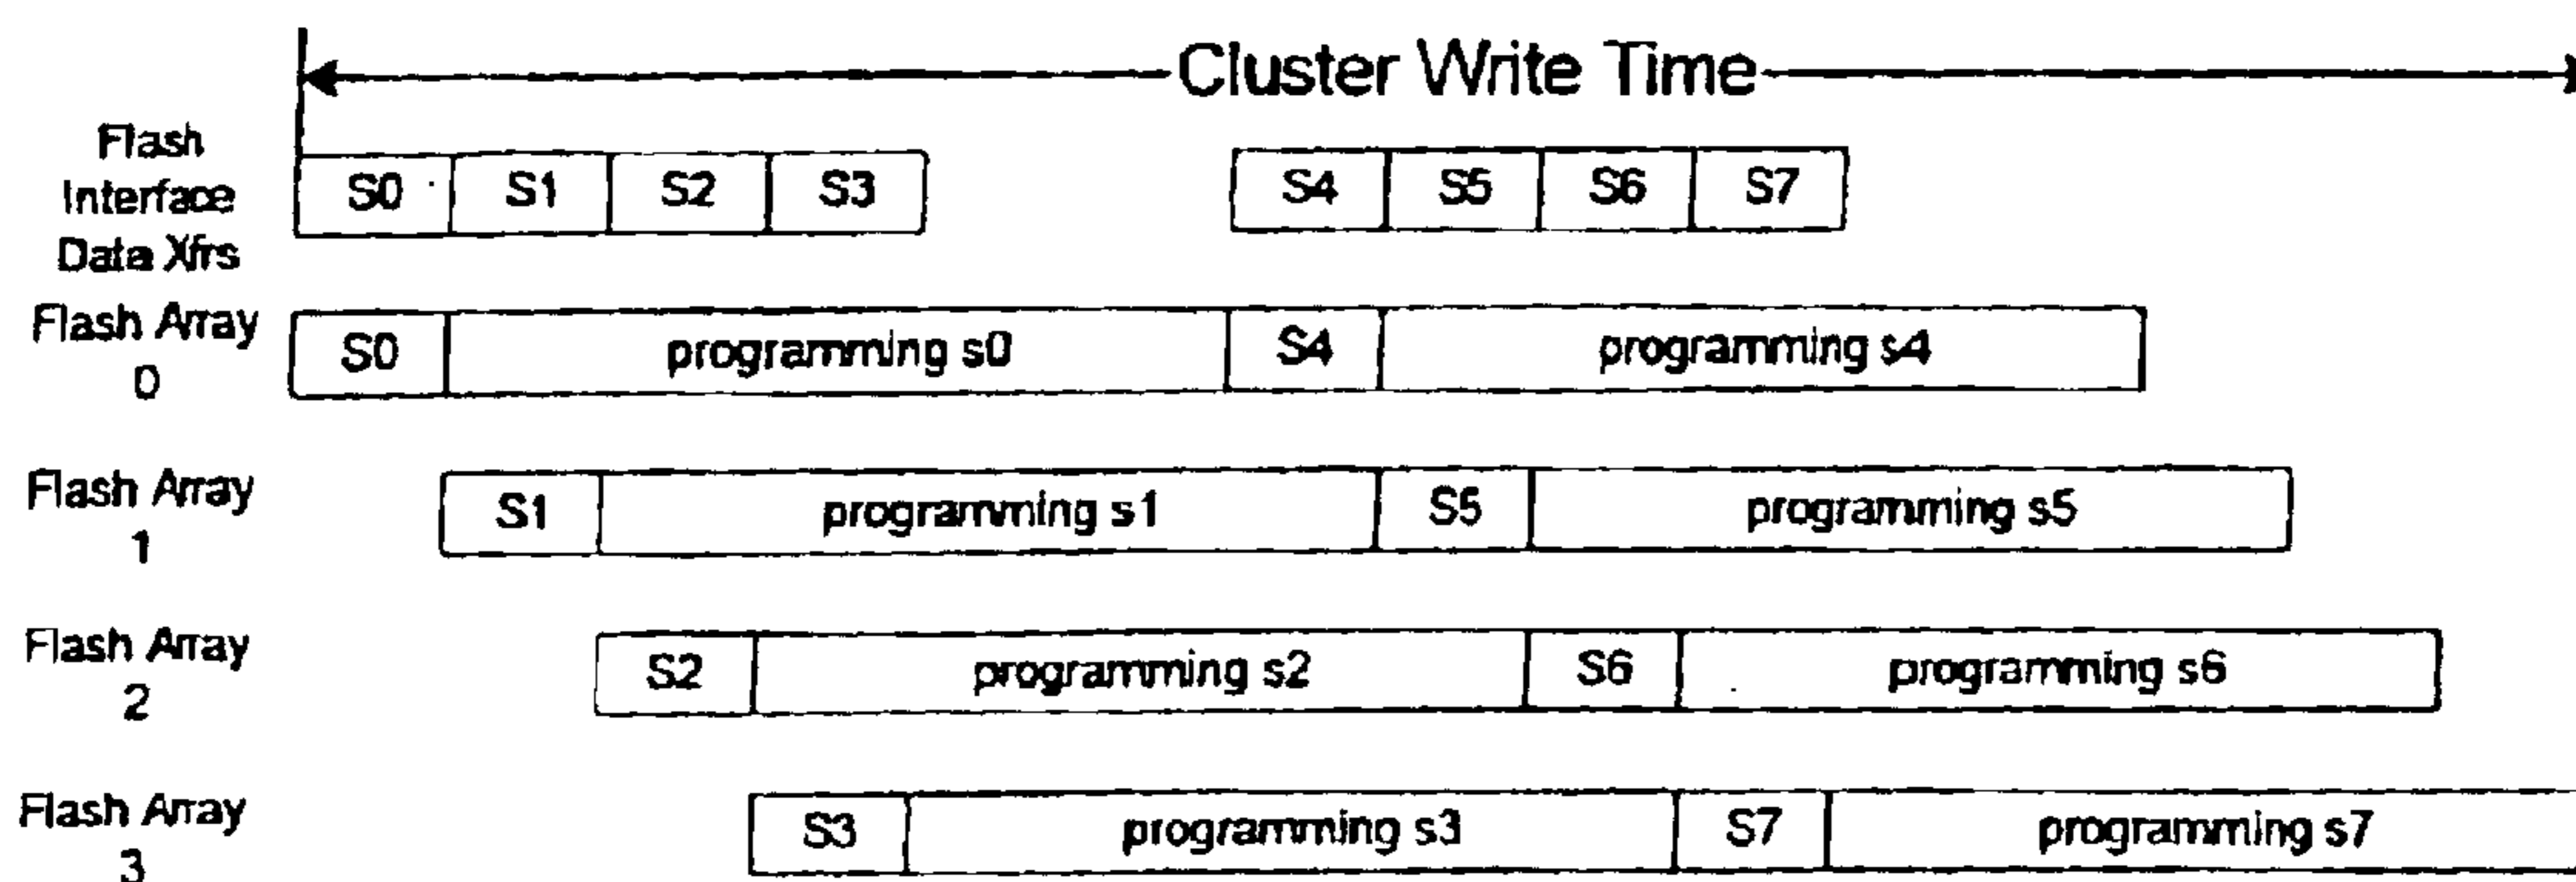 Cluster Write Time
Flash
Interface
Data Xfrs
S0 S1 S2 S3 S4 S5 S6 S7
Flash Array
0
S0 programming s0 S4 programming s4
Flash Array
1
S1 programming s1 S5 programming s5
Flash Array
2
S2 programming s2 S6 programming s6
Flash Array
3
S3 programming s3 S7 programming s7